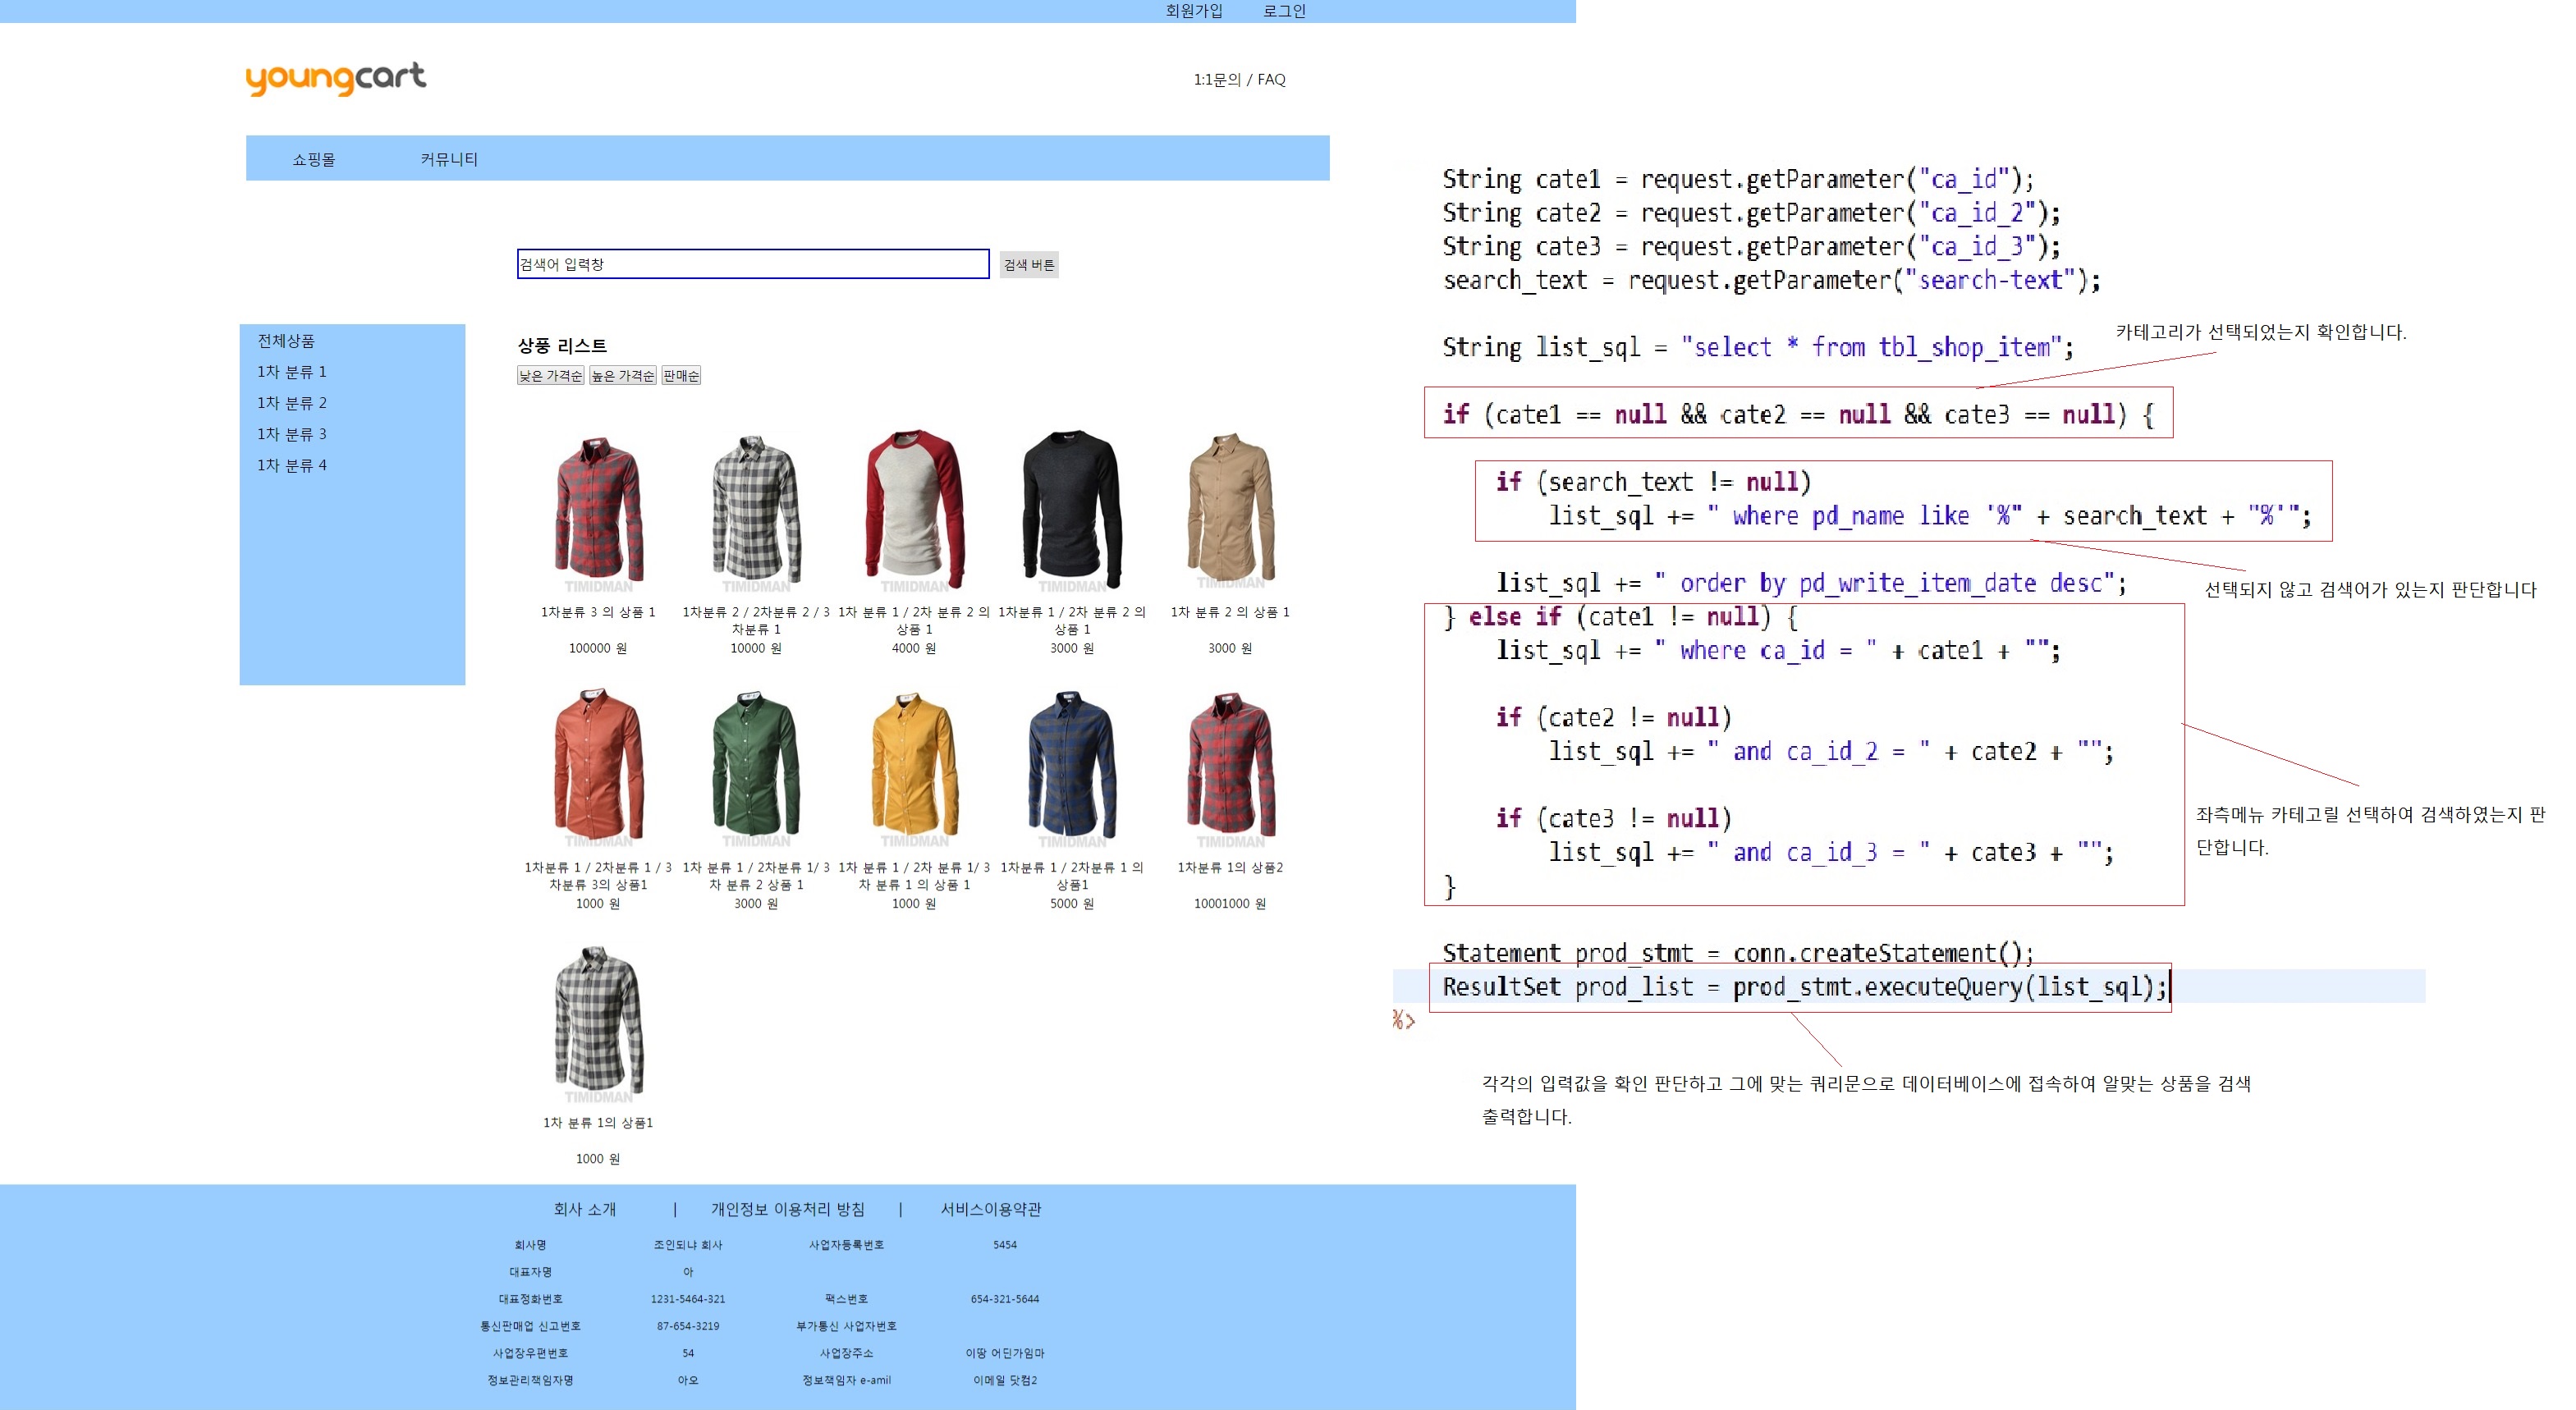 회원가입 로그인
youngcart
1:1문의 / FAQ
쇼핑몰 커뮤니티
검색어 입력창 검색 버튼
전체상품
1차 분류 1
1차 분류 2
1차 분류 3
1차 분류 4
상품 리스트
낮은 가격순 높은 가격순 판매순
TIMIDMAN TIMIDMAN TIMIDMAN TIMIDMAN TIMIDMAN
1차분류 3 의 상품 1
100000 원
1차분류 2 / 2차분류 2 / 3
차분류 1
10000 원
1차 분류 1 / 2차 분류 2 의
상품 1
4000 원
1차분류 1 / 2차 분류 2 의
상품 1
3000 원
1차 분류 2 의 상품 1
3000 원
TIMIDMAN TIMIDMAN TIMIDMAN TIMIDMAN TIMIDMAN
1차분류 1 / 2차분류 1 / 3
차분류 3의 상품1
1000 원
1차 분류 1 / 2차분류 1/ 3
차 분류 2 상품 1
3000 원
1차 분류 1 / 2차 분류 1/ 3
차 분류 1 의 상품 1
1000 원
1차분류 1 / 2차분류 1 의
상품1
5000 원
1차분류 1의 상품2
10001000 원
TIMIDMAN
1차 분류 1의 상품1
1000 원
회사 소개 | 개인정보 이용처리 방침 | 서비스이용약관
회사명 조인되냐 회사 사업자등록번호 5454
대표자명 아
대표정화번호 1231-5464-321 팩스번호 654-321-5644
통신판매업 신고번호 87-654-3219 부가통신 사업자번호
사업장우편번호 54 사업장주소 이땅 어딘가임마
정보관리책임자명 아오 정보책임자 e-amil 이메일 닷컴2
String cate1 = request.getParameter("ca_id");
String cate2 = request.getParameter("ca_id_2");
String cate3 = request.getParameter("ca_id_3");
search_text = request.getParameter("search-text");
카테고리가 선택되었는지 확인합니다.
String list_sql = "select * from tbl_shop_item";
if (cate1 == null && cate2 == null && cate3 == null) {
if (search_text != null)
list_sql += " where pd_name like '%" + search_text + "%'";
list_sql += " order by pd_write_item_date desc";
선택되지 않고 검색어가 있는지 판단합니다
} else if (cate1 != null) {
list_sql += " where ca_id = " + cate1 + "";
if (cate2 != null)
list_sql += " and ca_id_2 = " + cate2 + "";
if (cate3 != null)
list_sql += " and ca_id_3 = " + cate3 + "";
}
좌측메뉴 카테고릴 선택하여 검색하였는지 판
단합니다.
Statement prod_stmt = conn.createStatement();
ResultSet prod_list = prod_stmt.executeQuery(list_sql);
%>
각각의 입력값을 확인 판단하고 그에 맞는 쿼리문으로 데이터베이스에 접속하여 알맞는 상품을 검색
출력합니다.